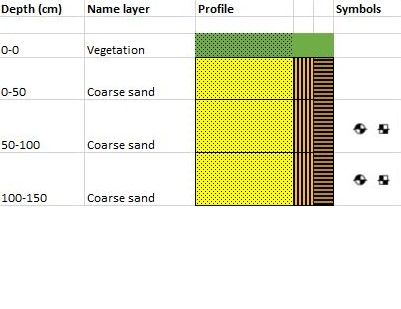 Depth (cm) Name layer Profile Symbols
0-0 Vegetation
0-50 Coarse sand
50-100 Coarse sand
100-150 Coarse sand